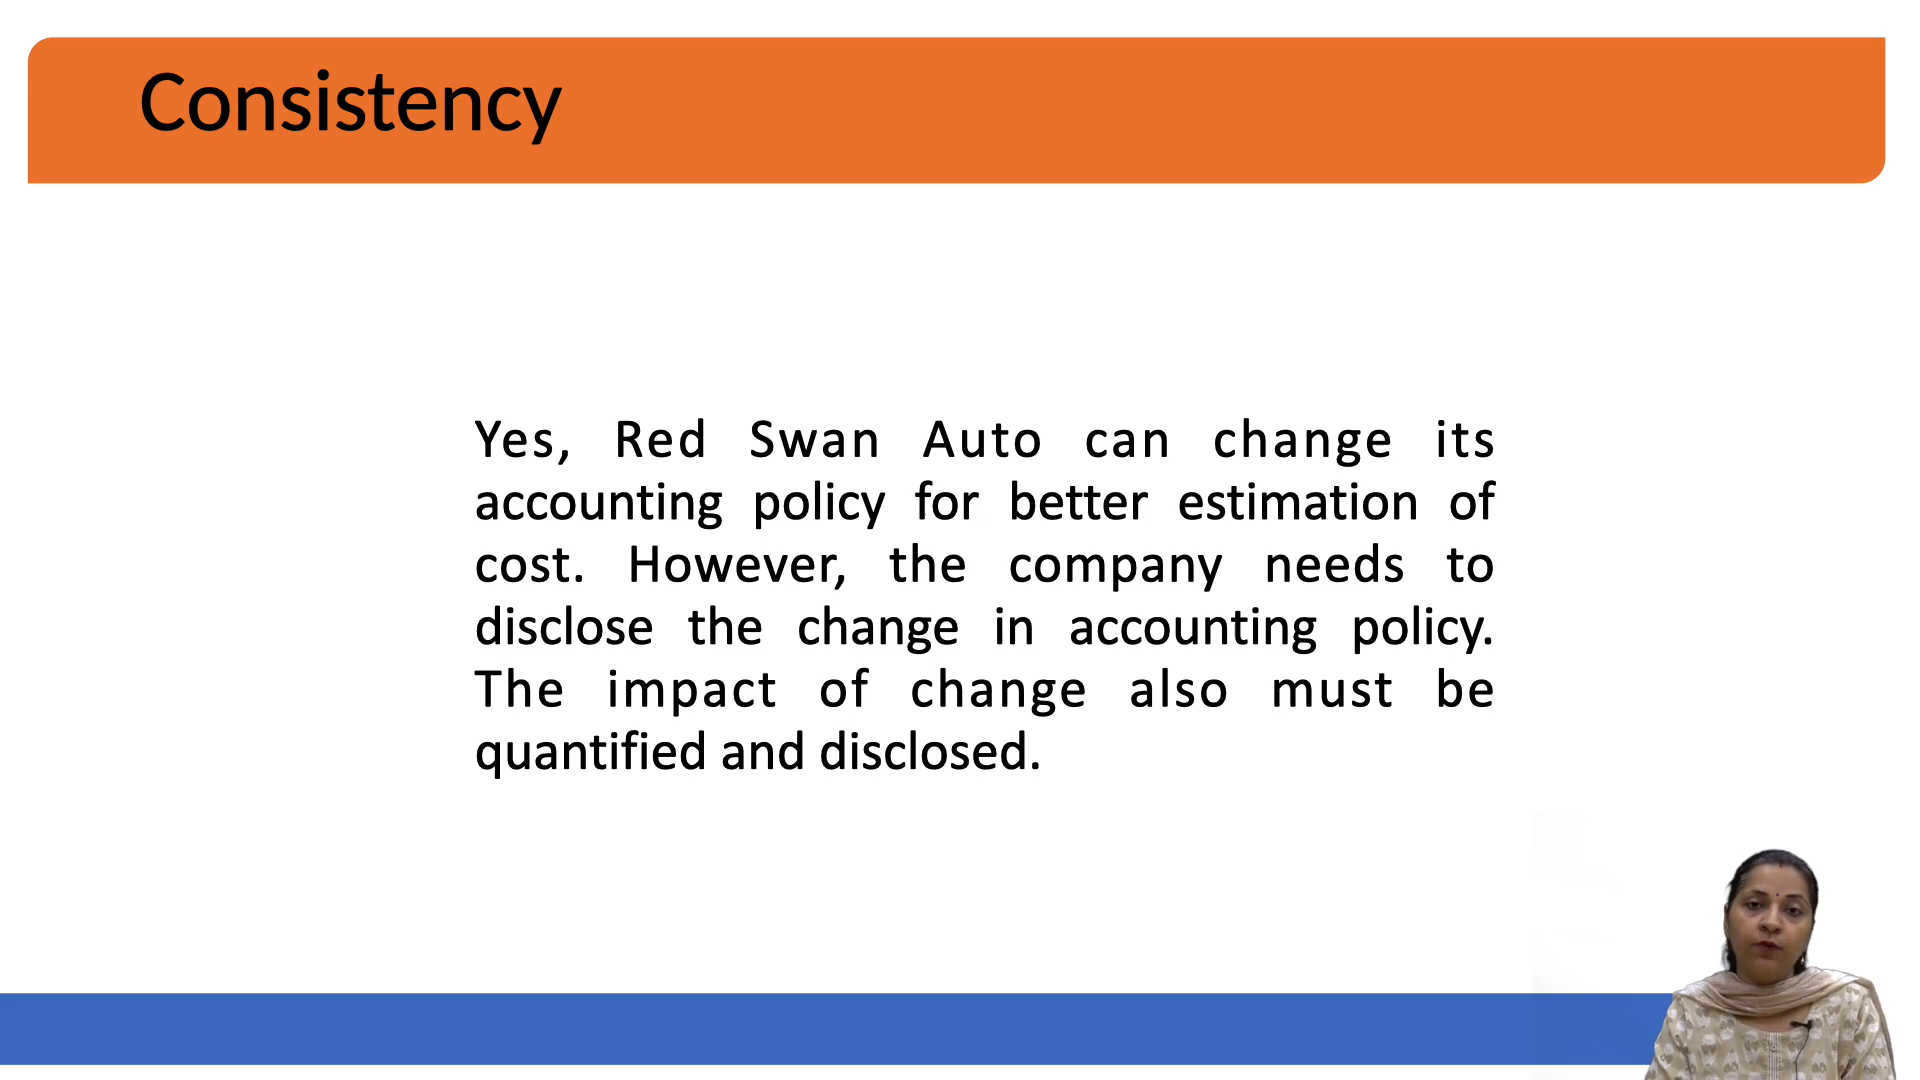 Consistency
Yes, Red Swan Auto can change its
accounting policy for better estimation of
cost. However, the company needs to
disclose the change in accounting policy.
The impact of change also must be
quantified and disclosed.